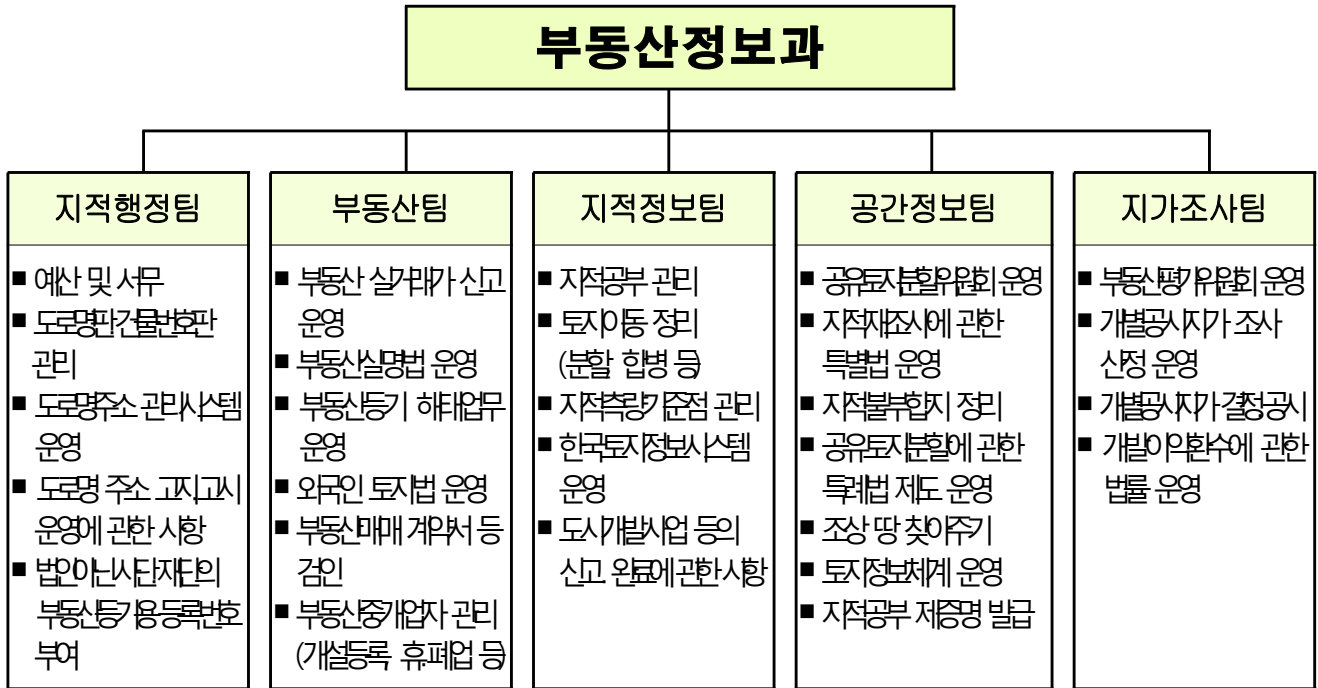 부동산정보과
지적행정팀
■ 예산 및 서무
■ 도로명판·건물번호판
관리
■ 도로명주소 관리시스템
운영
■ 도로명 주소 고지·고시
운영에 관한 사항
■ 법인아닌사단·재단의
부동산등기용등록번호
부여
부동산팀
■ 부동산 실거래가 신고
운영
■ 부동산실명법 운영
■ 부동산등기 해태업무
운영
■ 외국인 토지법 운영
■ 부동산매매 계약서 등
검인
■ 부동산중개업자 관리
(개설등록, 휴·폐업 등)
지적정보팀
■ 지적공부 관리
■ 토지이동 정리
(분할, 합병 등)
■ 지적측량기준점 관리
■ 한국토지정보시스템
운영
■ 도시개발사업 등의
신고, 완료에 관한 사항
공간정보팀
■ 공유토지분할위원회 운영
■ 지적재조사에 관한
특별법 운영
■ 지적불부합지 정리
■ 공유토지분할에 관한
특례법 제도 운영
■ 조상 땅 찾아주기
■ 토지정보체계 운영
■ 지적공부 제증명 발급
지가조사팀
■ 부동산평가위원회 운영
■ 개별공시지가 조사
산정 운영
■ 개별공시지가 결정·공시
■ 개발이익환수에 관한
법률 운영